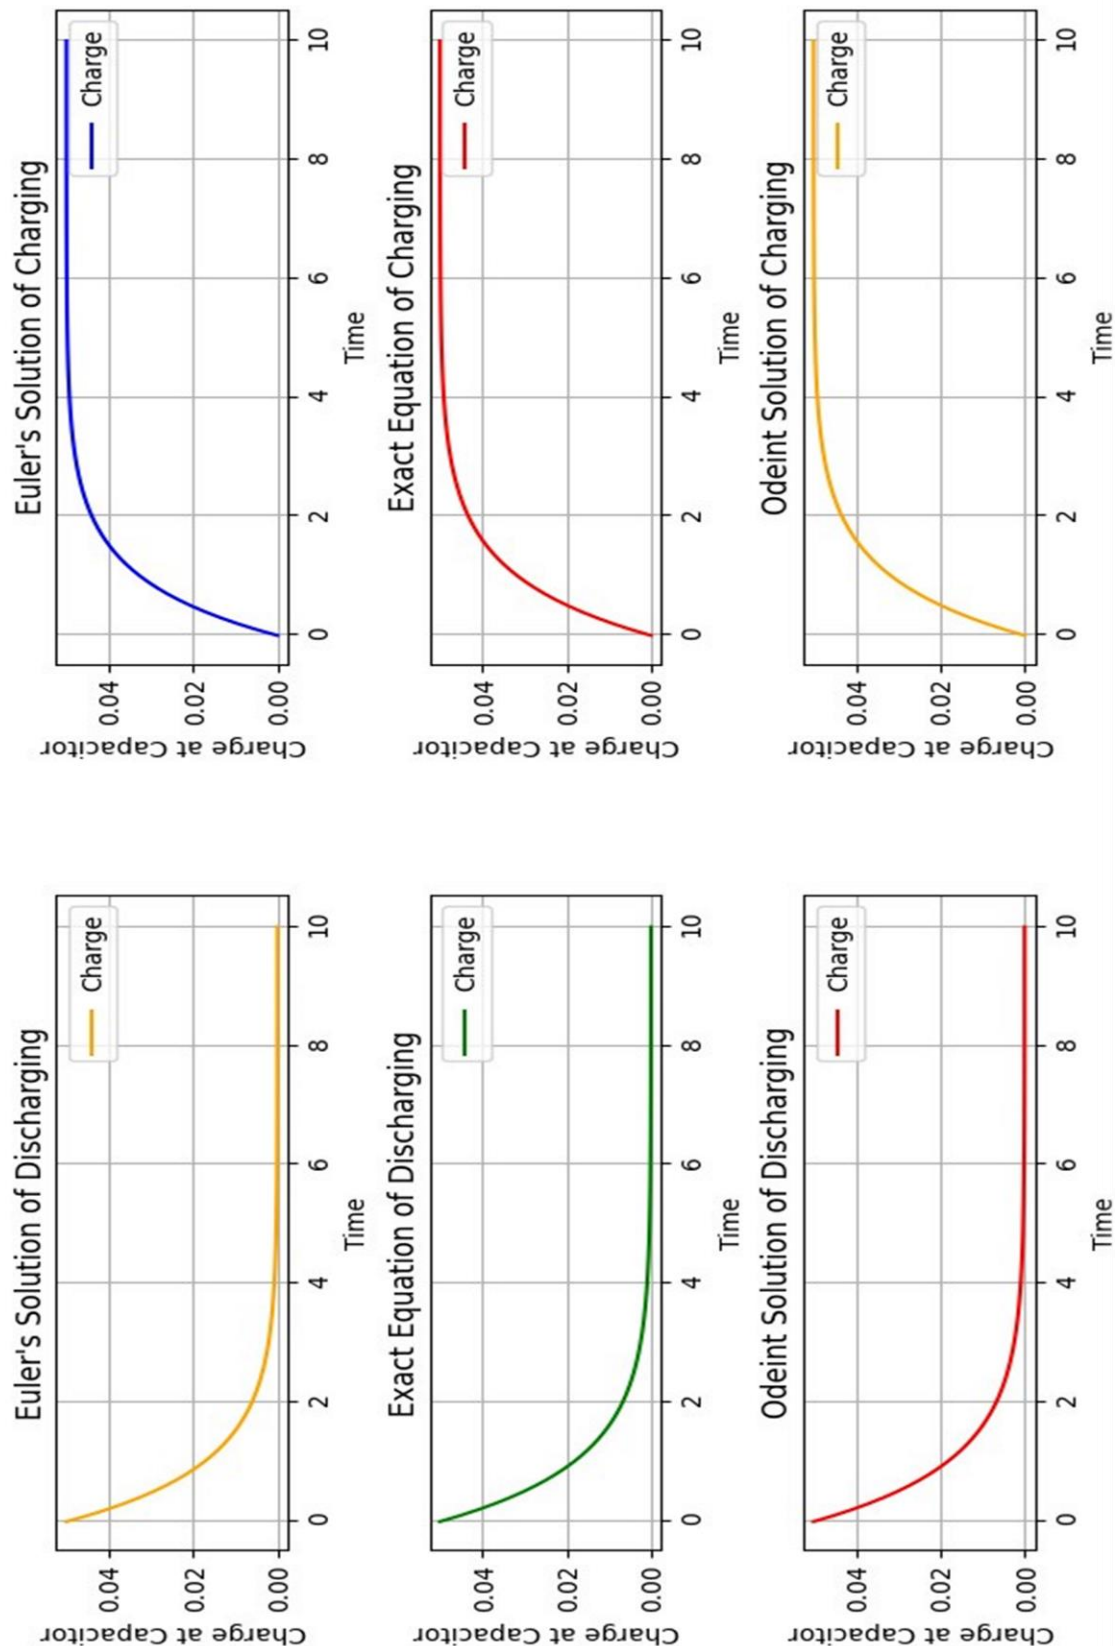 Euler's Solution of Discharging
Charge at Capacitor
0.04
0.02
0.00
0 2 4 6 8 10
Time
Charge
Euler's Solution of Charging
Charge at Capacitor
0.04
0.02
0.00
0 2 4 6 8 10
Time
Charge
Exact Equation of Discharging
Charge at Capacitor
0.04
0.02
0.00
0 2 4 6 8 10
Time
Charge
Exact Equation of Charging
Charge at Capacitor
0.04
0.02
0.00
0 2 4 6 8 10
Time
Charge
Odeint Solution of Discharging
Charge at Capacitor
0.04
0.02
0.00
0 2 4 6 8 10
Time
Charge
Odeint Solution of Charging
Charge at Capacitor
0.04
0.02
0.00
0 2 4 6 8 10
Time
Charge